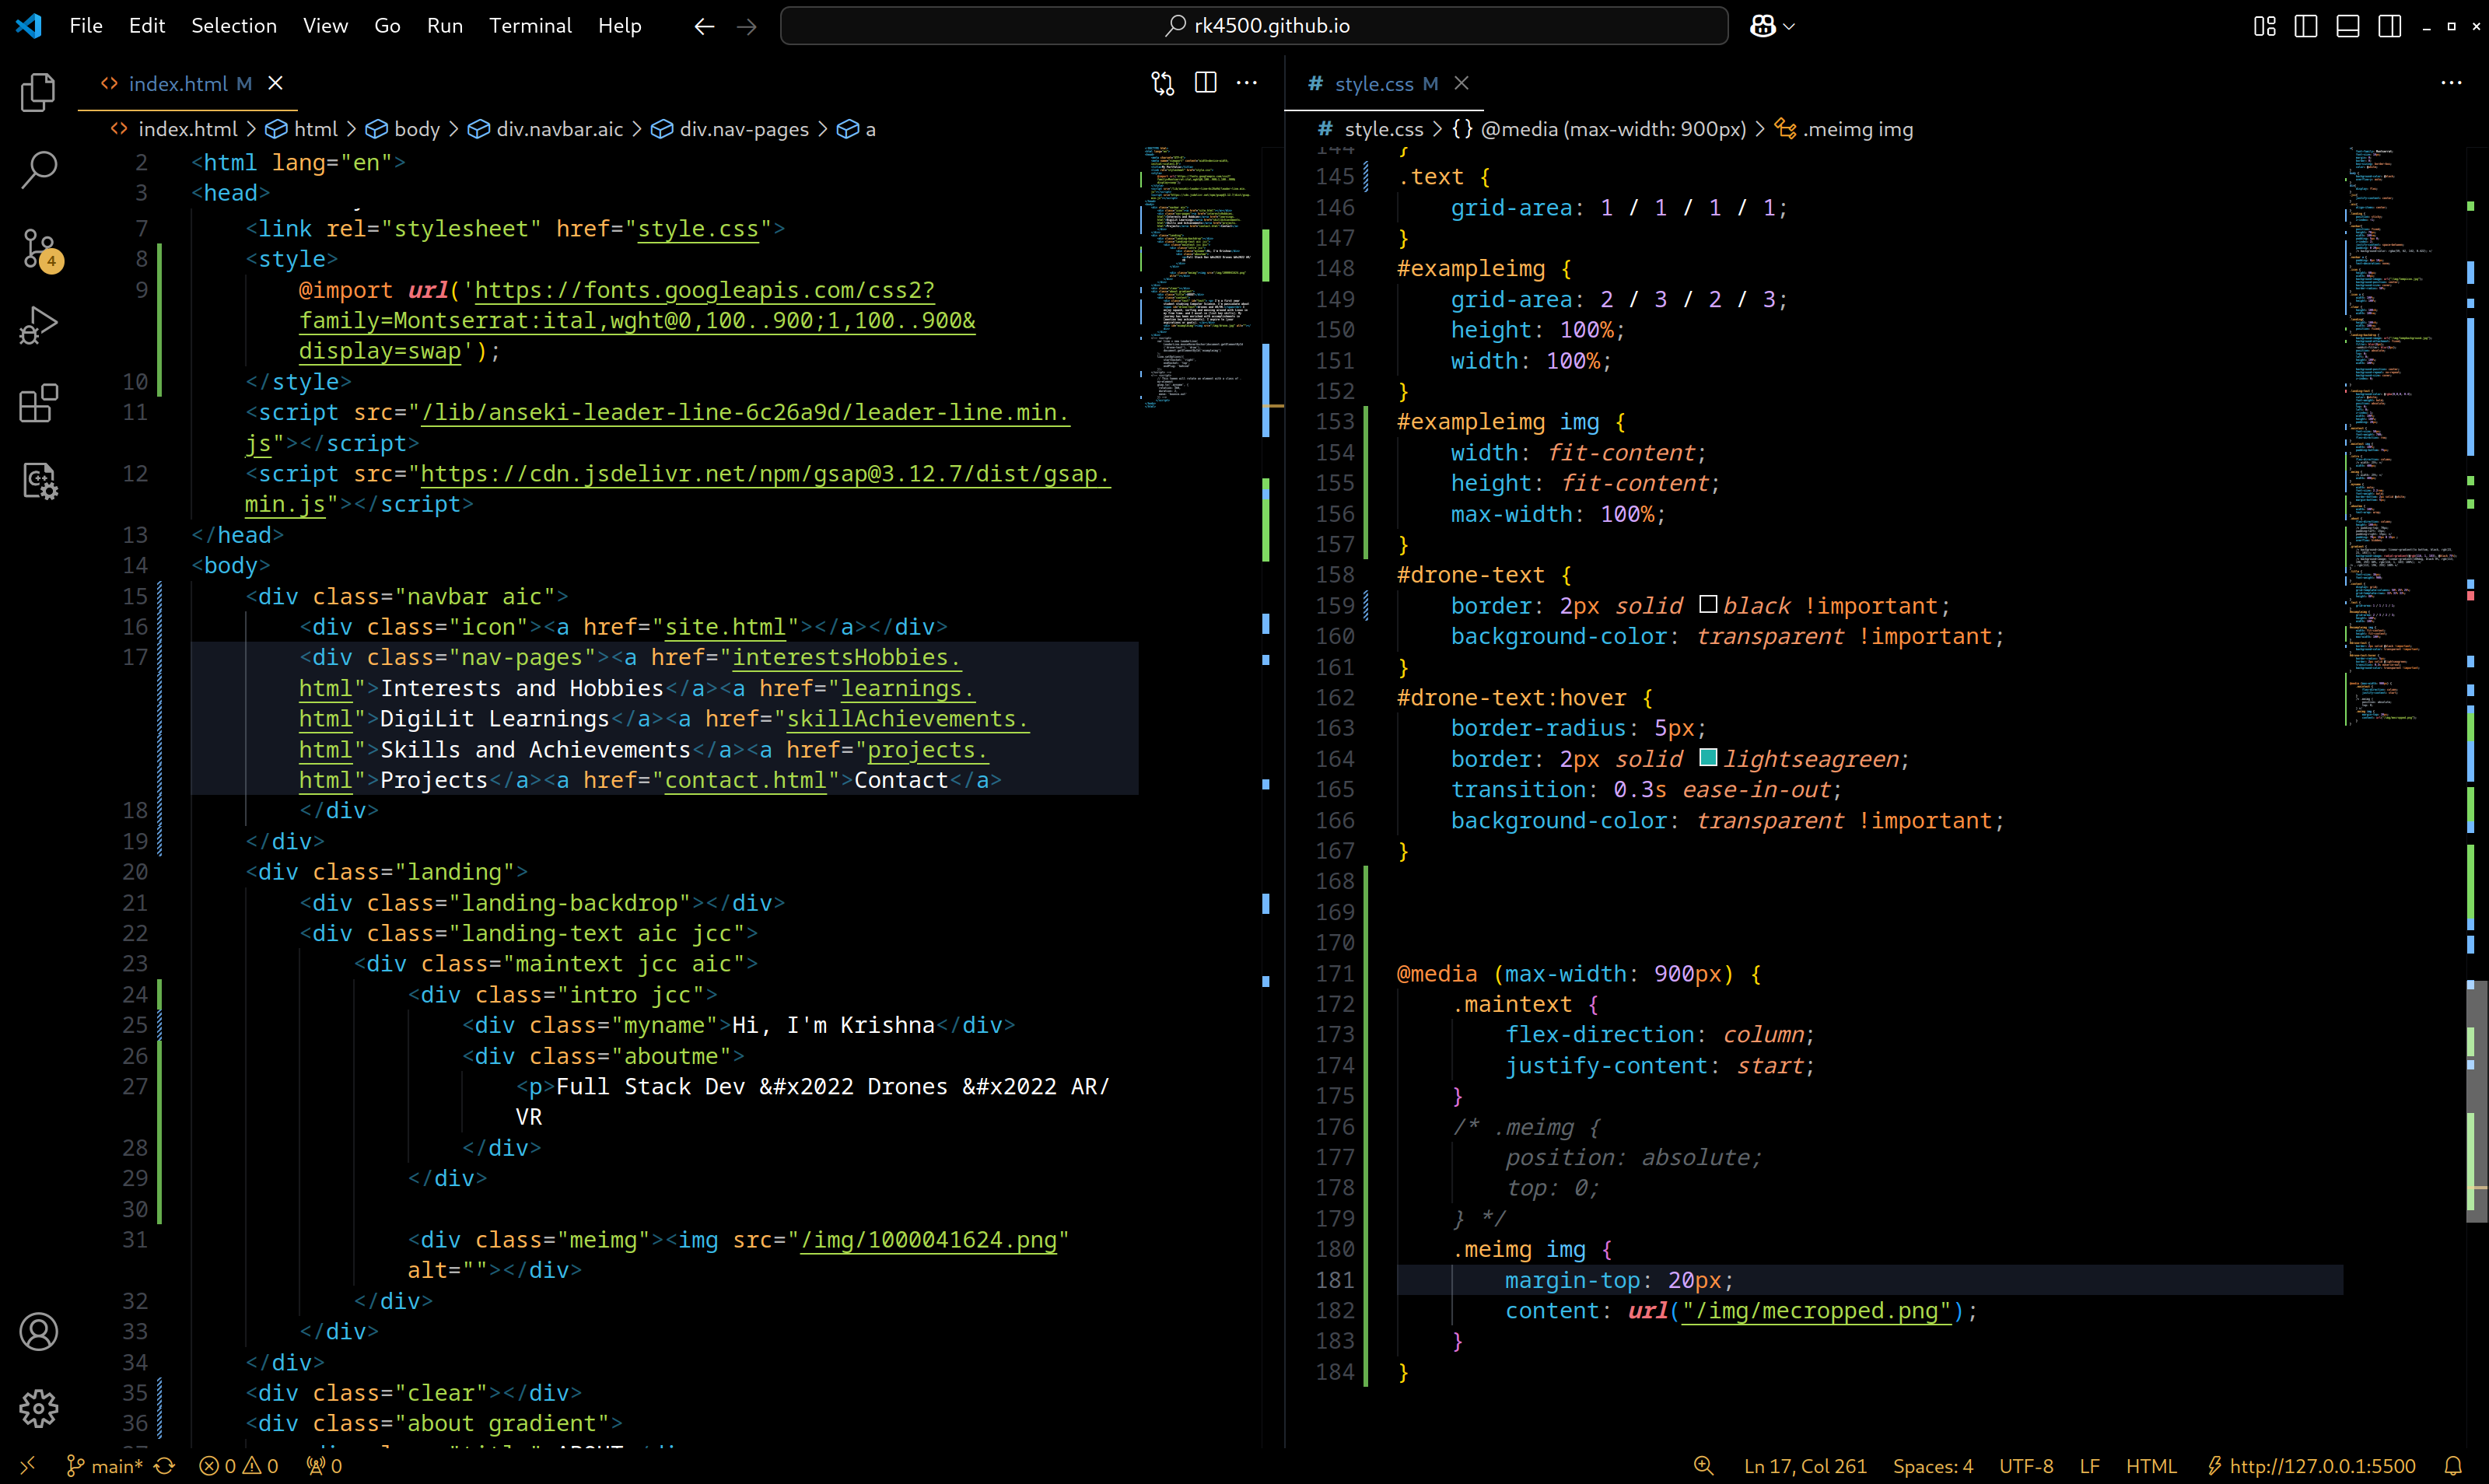 File Edit Selection View Go Run Terminal Help
rk4500.github.io
index.html M
index.html > html > body > div.navbar.aic > div.nav-pages > a
2 <html lang="en">
3 <head>
7 <link rel="stylesheet" href="style.css">
8 <style>
9 @import url('https://fonts.googleapis.com/css2?
family=Montserrat:ital,wght@0,100..900;1,100..900&
display=swap');
10 </style>
11 <script src="/lib/anseki-leader-line-6c26a9d/leader-line.min.
js"></script>
12 <script src="https://cdn.jsdelivr.net/npm/gsap@3.12.7/dist/gsap.
min.js"></script>
13 </head>
14 <body>
15 <div class="navbar aic">
16 <div class="icon"><a href="site.html"></a></div>
17 <div class="nav-pages"><a href="interestsHobbies.
html">Interests and Hobbies</a><a href="learnings.
html">DigiLit Learnings</a><a href="skillAchievements.
html">Skills and Achievements</a><a href="projects.
html">Projects</a><a href="contact.html">Contact</a>
18 </div>
19 </div>
20 <div class="landing">
21 <div class="landing-backdrop"></div>
22 <div class="landing-text aic jcc">
23 <div class="maintext jcc aic">
24 <div class="intro jcc">
25 <div class="myname">Hi, I'm Krishna</div>
26 <div class="aboutme">
27 <p>Full Stack Dev &#x2022 Drones &#x2022 AR/
VR
28 </div>
29 </div>
30
31 <div class="meimg"><img src="/img/1000041624.png"
alt=""></div>
32 </div>
33 </div>
34 </div>
35 <div class="clear"></div>
36 <div class="about gradient">
style.css M
style.css > {} @media (max-width: 900px) > .meimg img
144 }
145 .text {
146 grid-area: 1 / 1 / 1 / 1;
147 }
148 #exampleimg {
149 grid-area: 2 / 3 / 2 / 3;
150 height: 100%;
151 width: 100%;
152 }
153 #exampleimg img {
154 width: fit-content;
155 height: fit-content;
156 max-width: 100%;
157 }
158 #drone-text {
159 border: 2px solid black !important;
160 background-color: transparent !important;
161 }
162 #drone-text:hover {
163 border-radius: 5px;
164 border: 2px solid lightseagreen;
165 transition: 0.3s ease-in-out;
166 background-color: transparent !important;
167 }
168
169
170
171 @media (max-width: 900px) {
172 .maintext {
173 flex-direction: column;
174 justify-content: start;
175 }
176 /* .meimg {
177 position: absolute;
178 top: 0;
179 } */
180 .meimg img {
181 margin-top: 20px;
182 content: url("/img/mecropped.png");
183 }
184 }
4
main* 0 0 0
Ln 17, Col 261 Spaces: 4 UTF-8 LF HTML http://127.0.0.1:5500